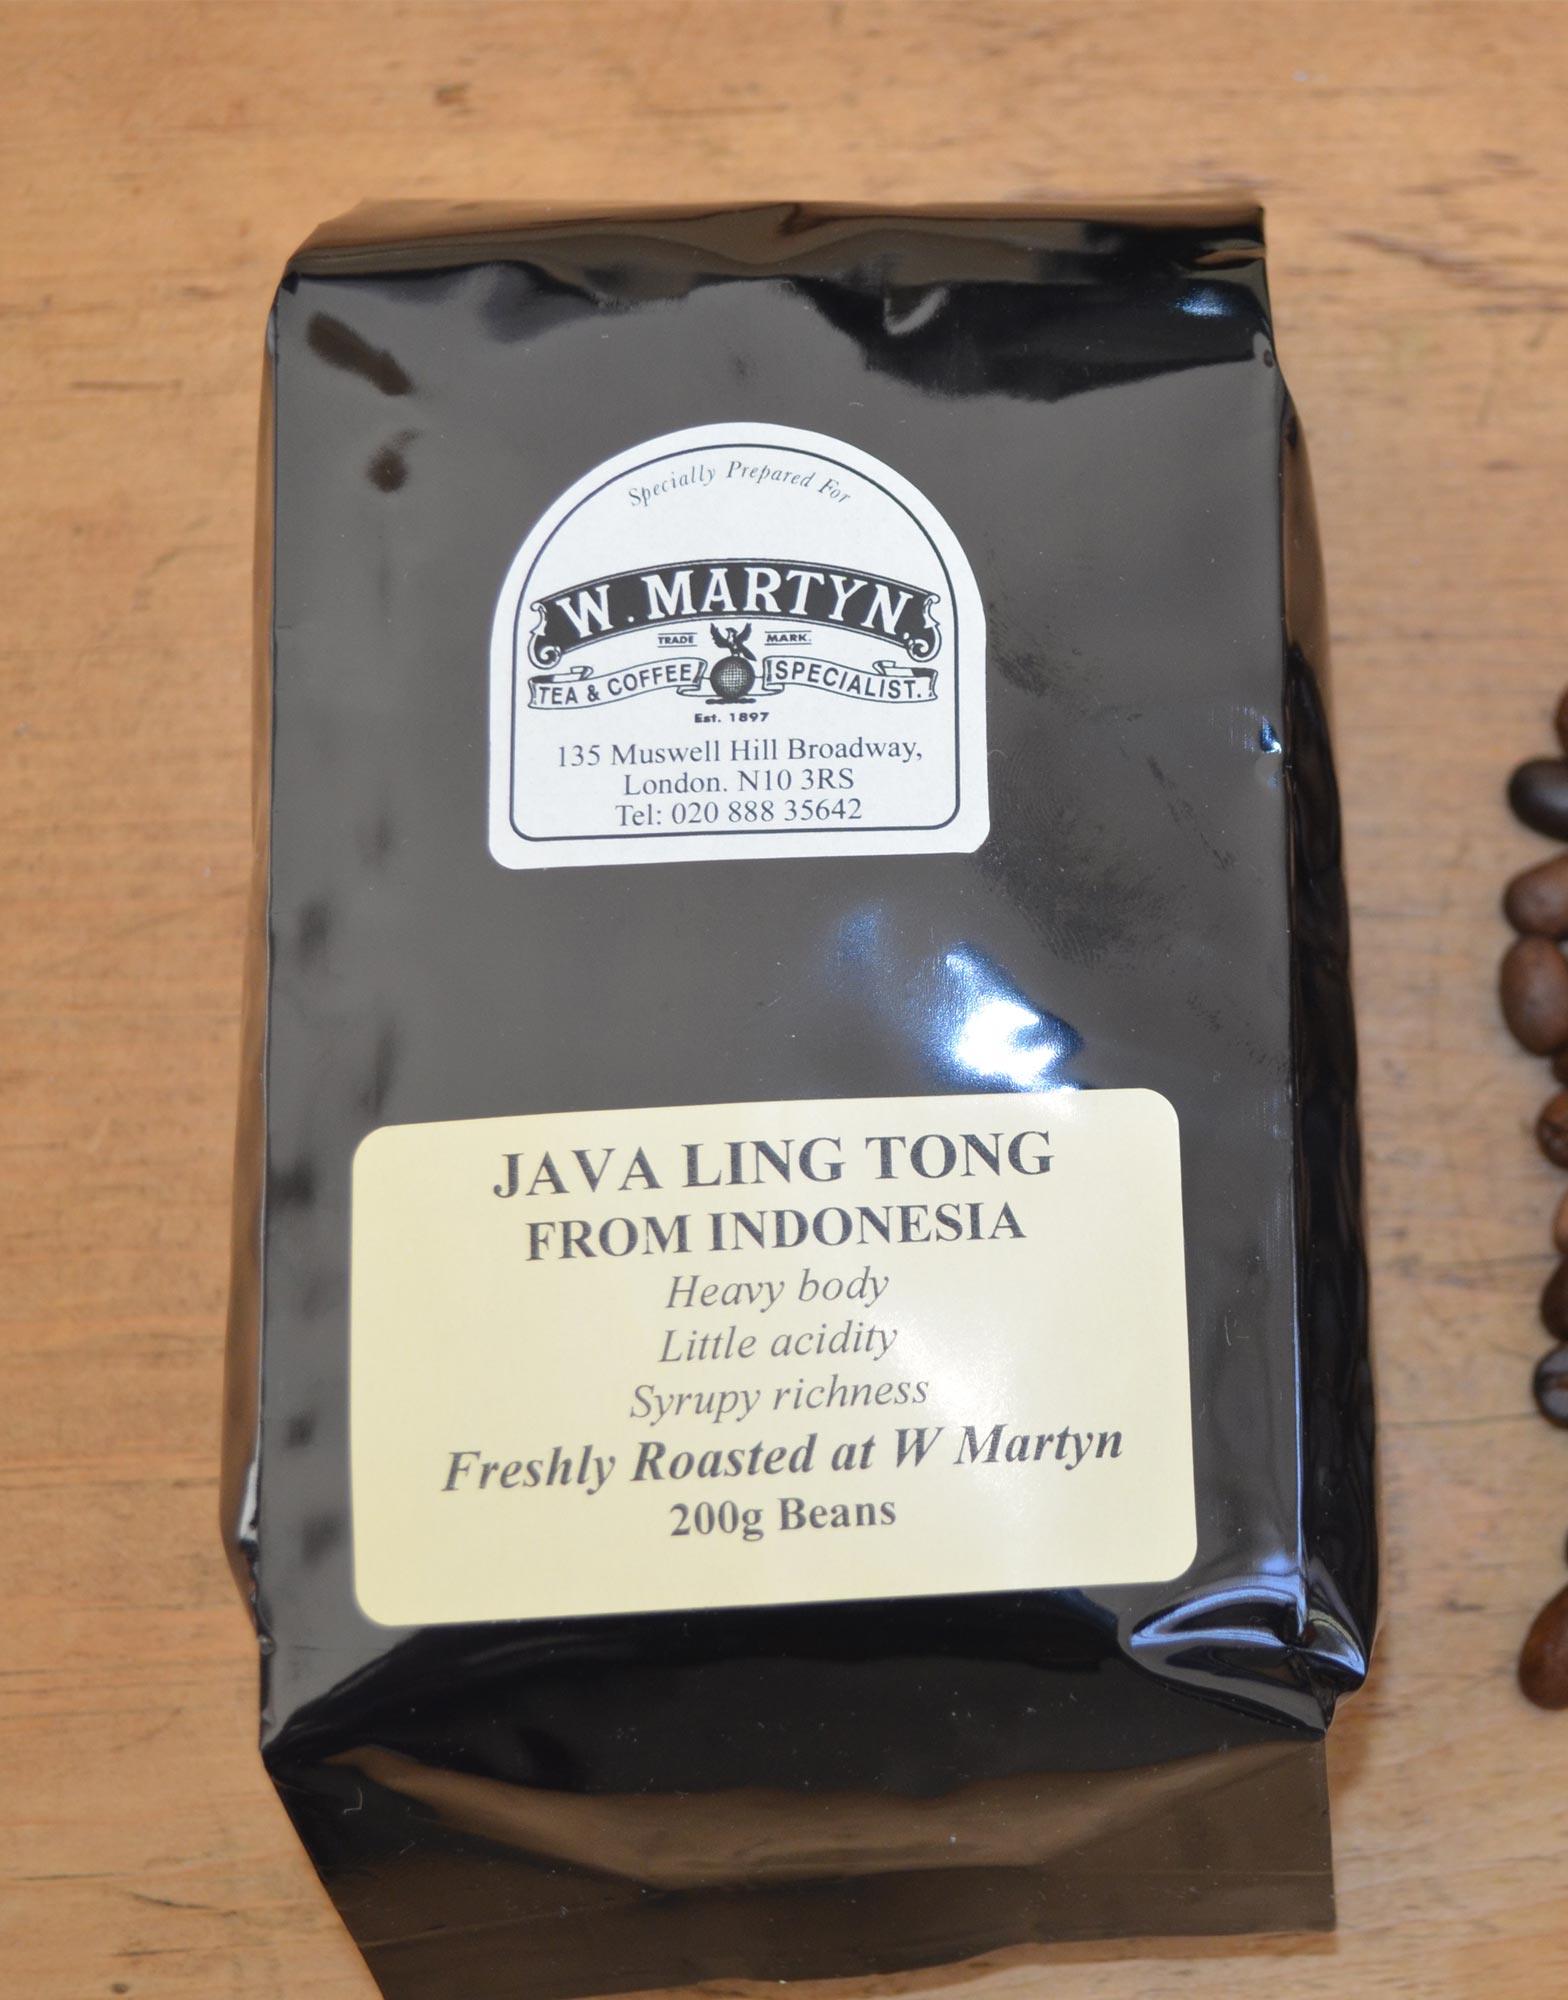 Specially Prepared For
W. MARTYN.
TRADE MARK.
TEA & COFFEE SPECIALIST.
Est. 1897
135 Muswell Hill Broadway,
London. N10 3RS
Tel: 020 888 35642
JAVA LING TONG
FROM INDONESIA
Heavy body
Little acidity
Syrupy richness
Freshly Roasted at W Martyn
200g Beans